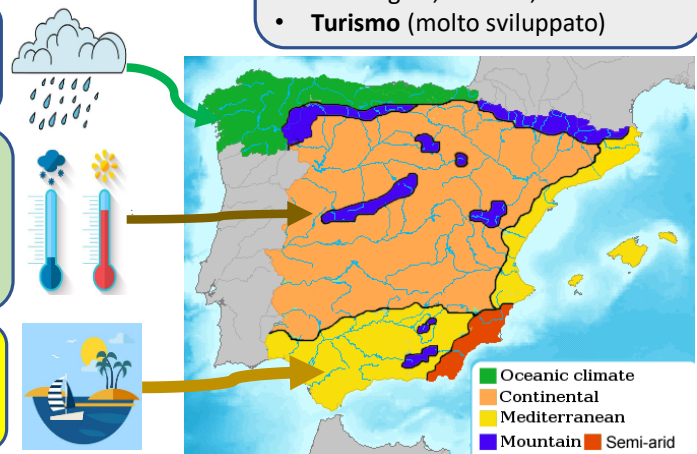 • Turismo (molto sviluppato)
Oceanic climate
Continental
Mediterranean
Mountain Semi-arid